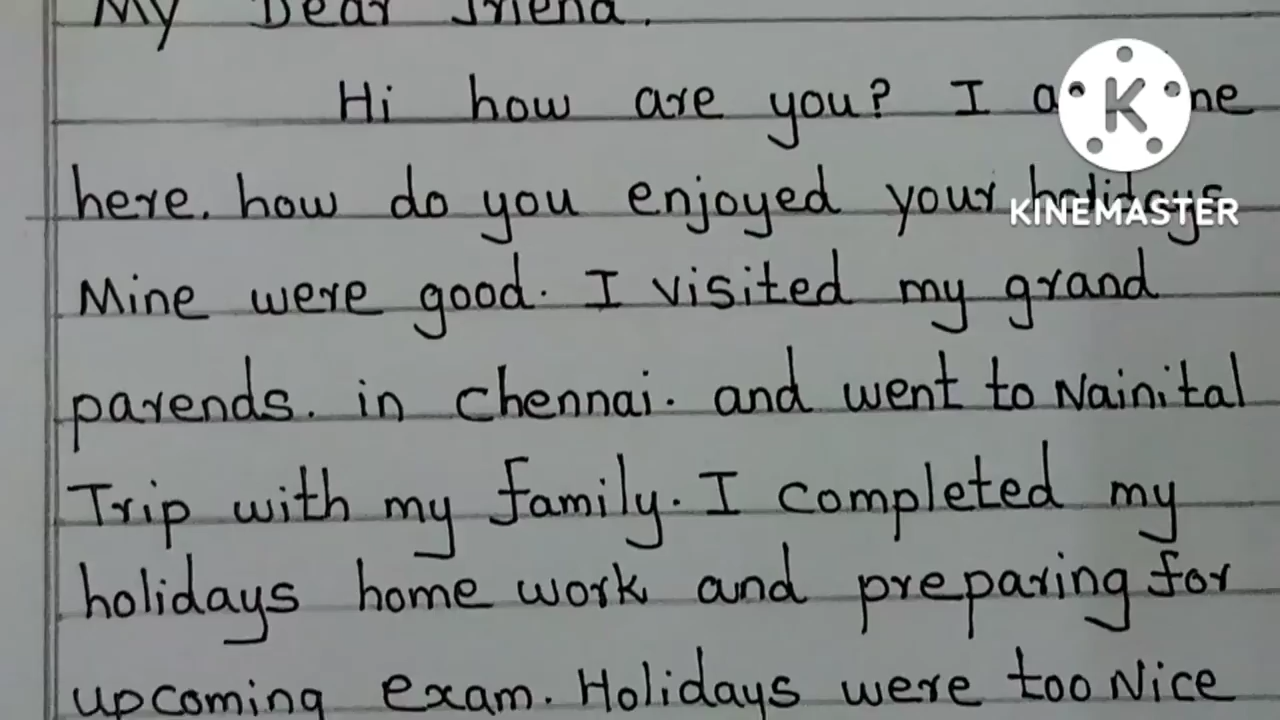 My Dear friend.
Hi how are you? I
here. how do you enjoyed your holidays
Mine were good. I visited my grand
parends. in chennai. and went to Nainital
Trip with my family. I completed my
holidays home work and preparing for
upcoming exam. Holidays were too Nice
K
KINEMASTER